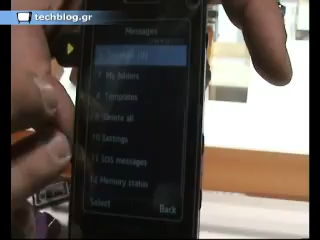 techblog.gr
Messages
7 My folders
8 Templates
9 Delete all
10 Settings
11 SOS messages
12 Memory status
Select
Back